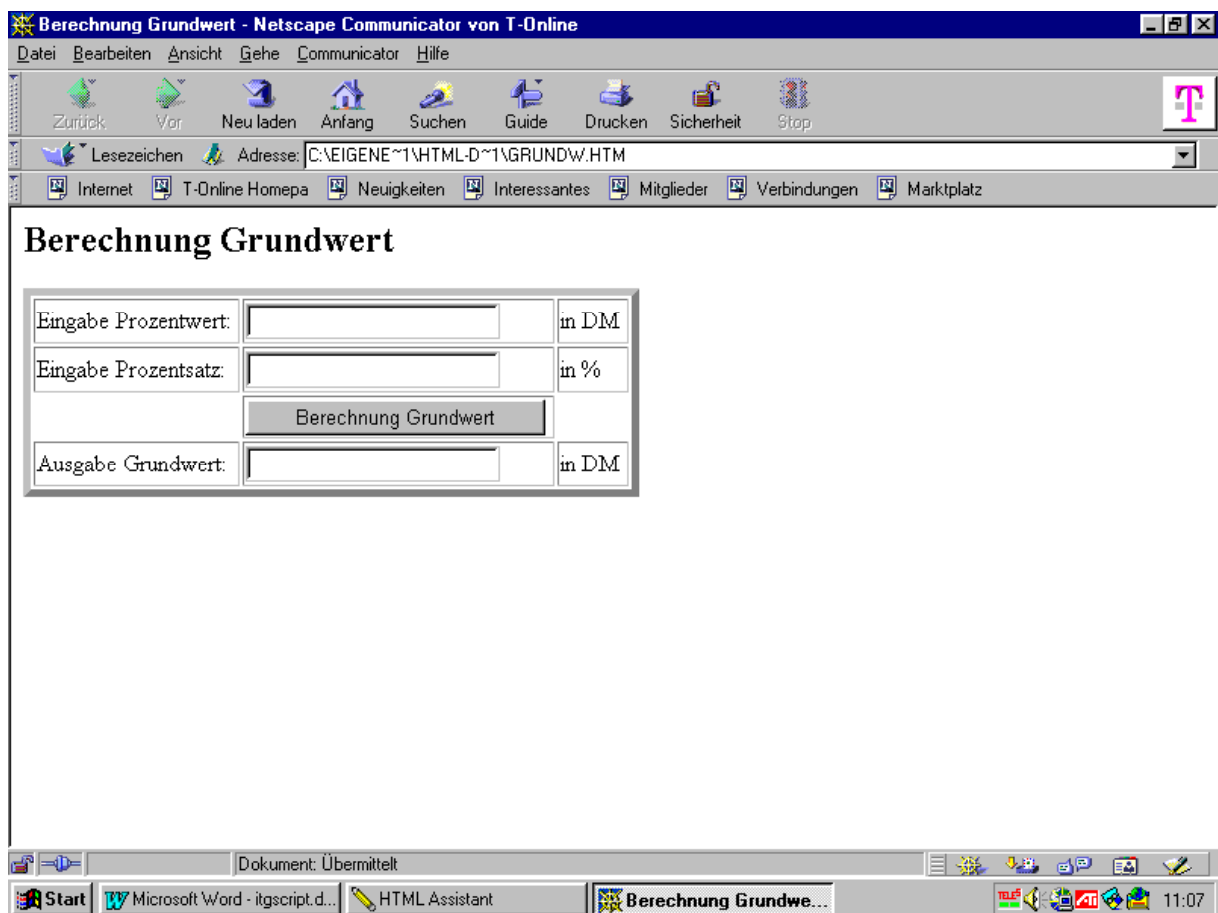 Berechnung Grundwert - Netscape Communicator von T-Online
Datei Bearbeiten Ansicht Gehe Communicator Hilfe
Zurück Vor Neu laden Anfang Suchen Guide Drucken Sicherheit Stop
T
Lesezeichen Adresse: C:\EIGENE~1\HTML-D~1\GRUNDW.HTM
Internet T-Online Homepa Neuigkeiten Interessantes Mitglieder Verbindungen Marktplatz
Berechnung Grundwert
Eingabe Prozentwert: in DM
Eingabe Prozentsatz: in %
Berechnung Grundwert
Ausgabe Grundwert: in DM
Dokument: Übermittelt
Start Microsoft Word - itgscript.d... HTML Assistant Berechnung Grundwe... 11:07